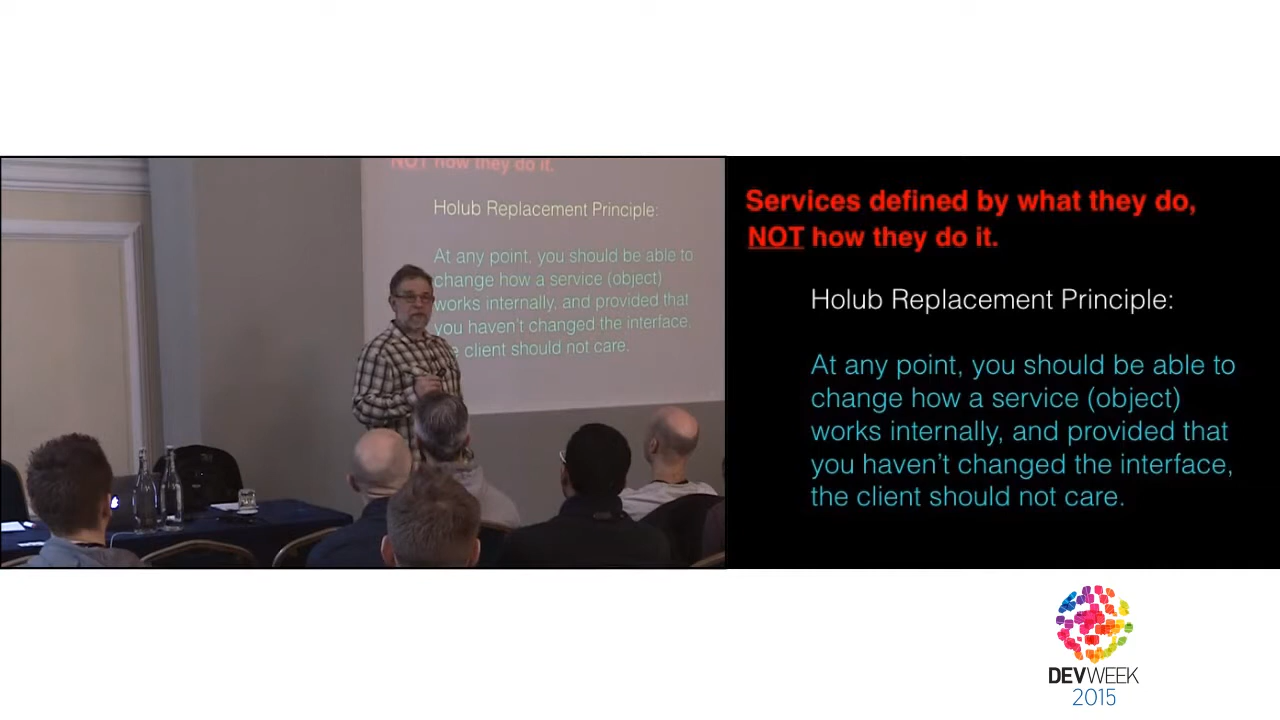 NOT how they do it.
Holub Replacement Principle:
At any point, you should be able to
change how a service (object)
works internally, and provided that
you haven't changed the interface,
client should not care.
Services defined by what they do,
NOT how they do it.
Holub Replacement Principle:
At any point, you should be able to
change how a service (object)
works internally, and provided that
you haven't changed the interface,
the client should not care.
DEVWEEK
2015